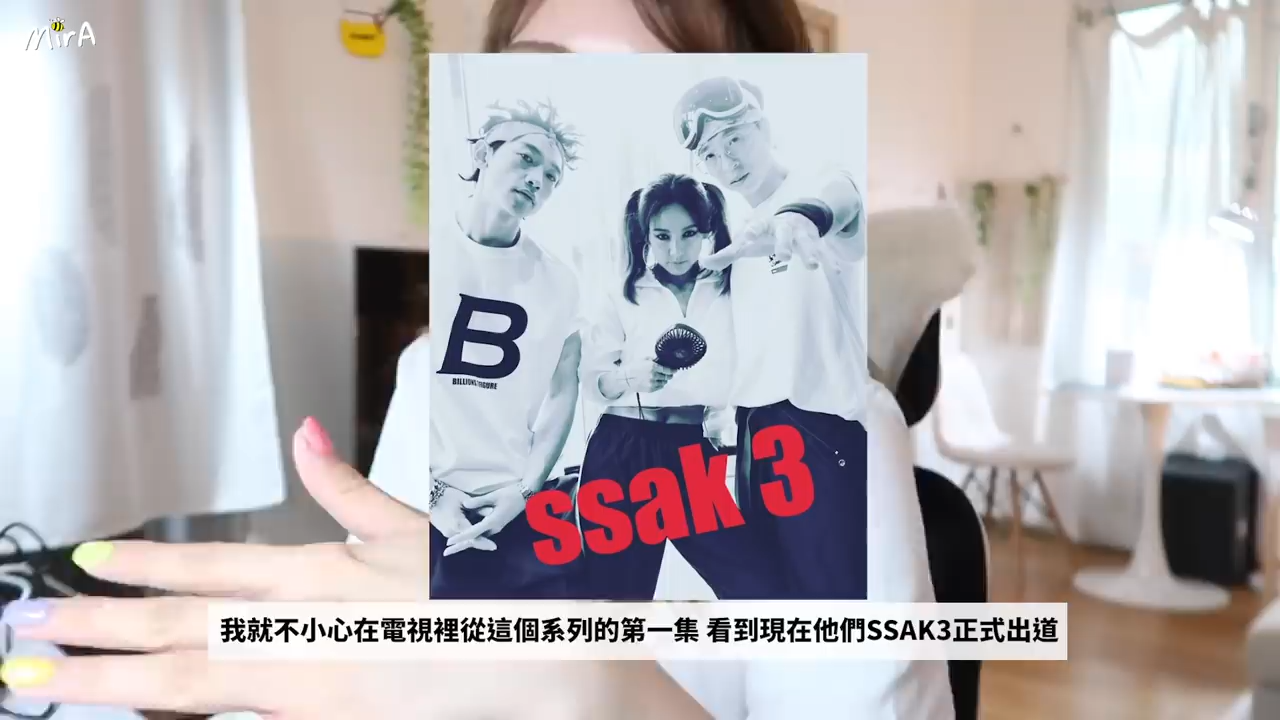 MirA
B
BILLIONAIREGURE
ssak 3
我就不小心在電視裡從這個系列的第一集 看到現在他們SSAK3正式出道